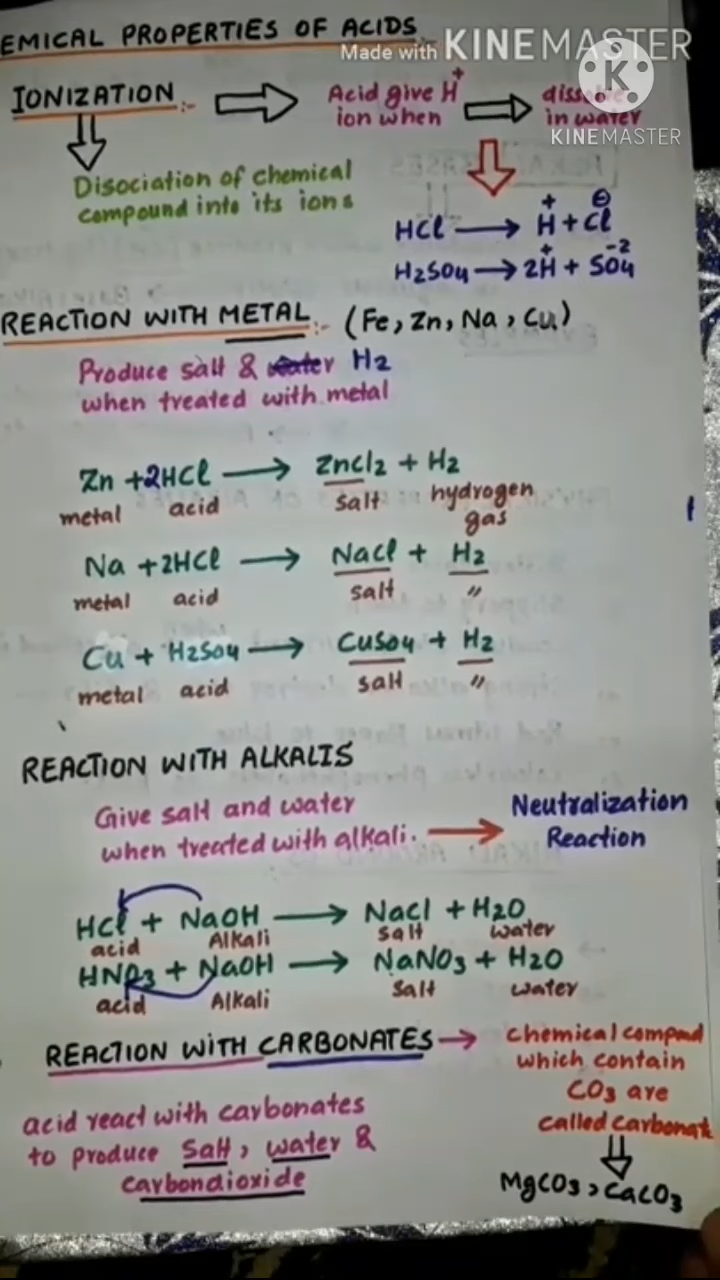 EMICAL PROPERTIES OF ACIDS
Made with KINEMASTER
K
KINEMASTER
IONIZATION :-
Acid give H+
ion when
in water
Disociation of chemical
compound into its ions
HCl → H+ + Cl⊖
H2SO4 → 2H+ + SO4-2
REACTION WITH METAL :- (Fe, Zn, Na, Cu)
Produce salt & H2
when treated with metal
Zn + 2HCl → ZnCl2 + H2
metal acid salt hydrogen
gas
Na + 2HCl → NaCl + H2
metal acid salt "
Cu + H2SO4 → CuSO4 + H2
metal acid salt "
REACTION WITH ALKALIS
Give salt and water
when treated with alkali. → Neutralization
Reaction
HCl + NaOH → NaCl + H2O
acid Alkali salt water
HNO3 + NaOH → NaNO3 + H2O
acid Alkali Salt water
REACTION WITH CARBONATES →
chemical compond
which contain
CO3 are
called carbonate
MgCO3, CaCO3
acid react with carbonates
to produce Salt, water &
carbondioxide